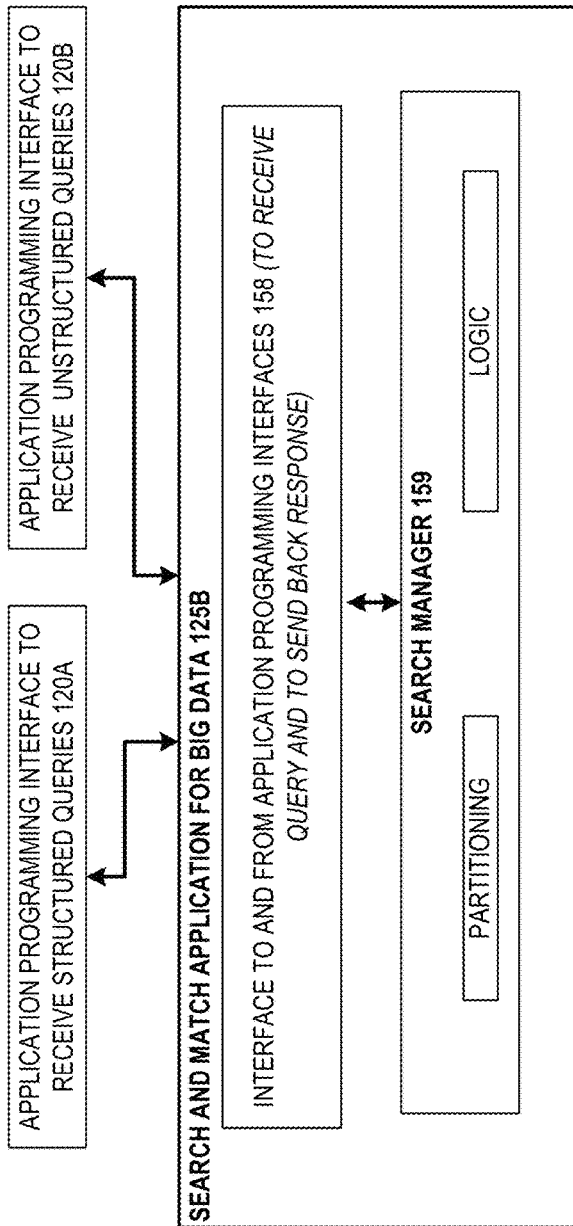 APPLICATION PROGRAMMING INTERFACE TO
RECEIVE STRUCTURED QUERIES 120A
APPLICATION PROGRAMMING INTERFACE TO
RECEIVE UNSTRUCTURED QUERIES 120B
SEARCH AND MATCH APPLICATION FOR BIG DATA 125B
INTERFACE TO AND FROM APPLICATION PROGRAMMING INTERFACES 158 (TO RECEIVE
QUERY AND TO SEND BACK RESPONSE)
SEARCH MANAGER 159
PARTITIONING
LOGIC